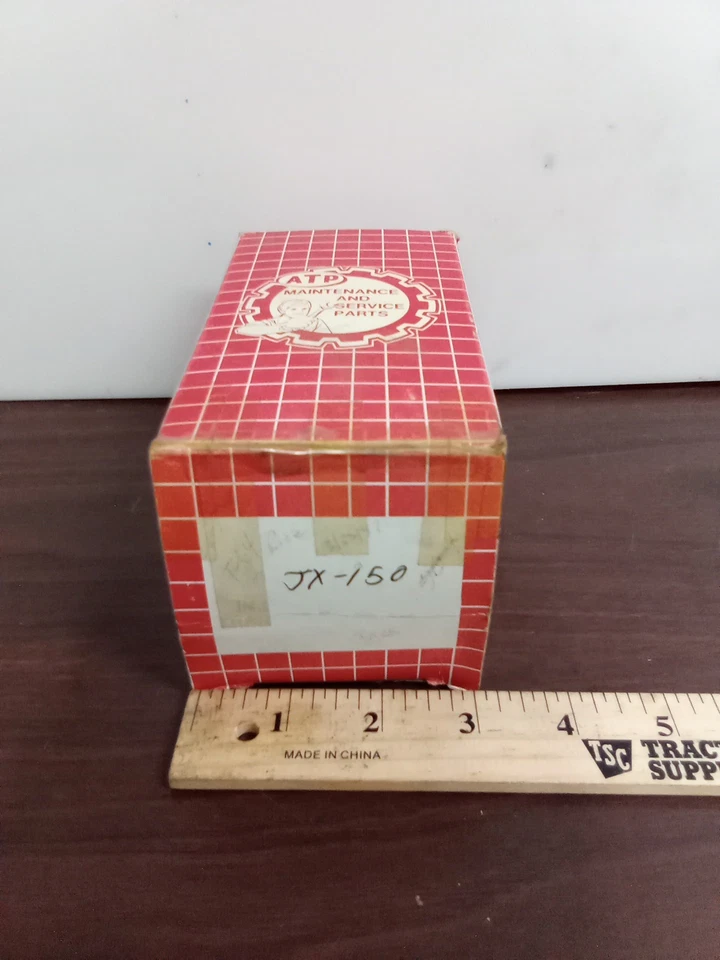 ATP
MAINTENANCE
AND
SERVICE
PARTS
JX-150
1 2 3 4 5
MADE IN CHINA
TSC
TRACT
SUPP